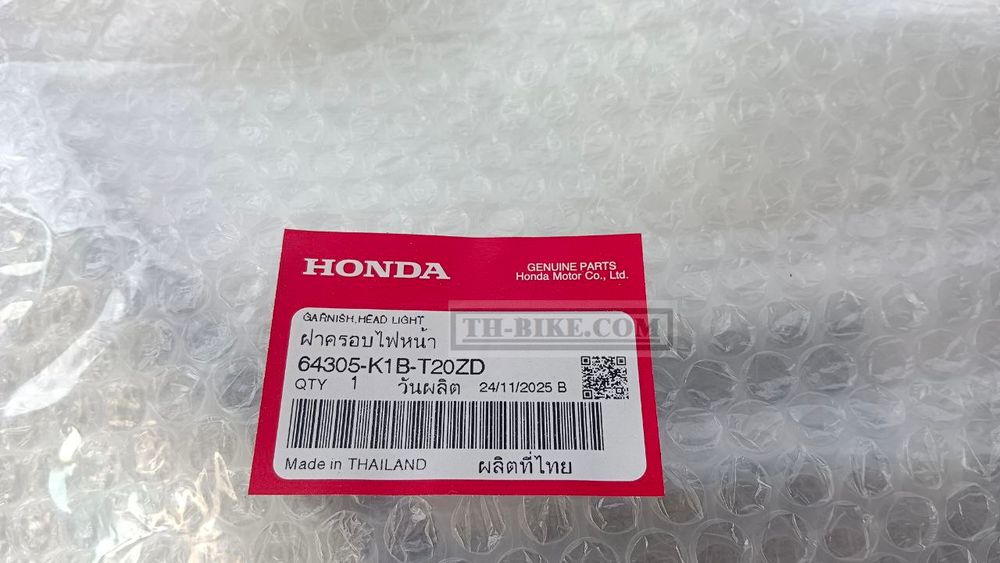 HONDA
GENUINE PARTS
Honda Motor Co., Ltd.
GARNISH,HEAD LIGHT
ฝาครอบไฟหน้า
64305-K1B-T20ZD
QTY 1 วันผลิต 24/11/2025 B
Made in THAILAND ผลิตที่ไทย
TH-BIKE.COM